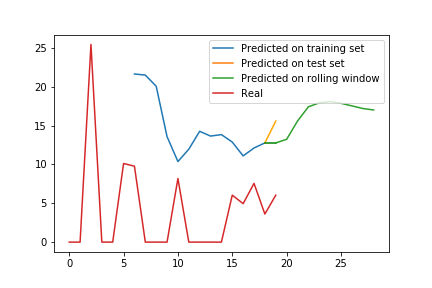 Predicted on training set
Predicted on test set
Predicted on rolling window
Real
25
20
15
10
5
0
0 5 10 15 20 25